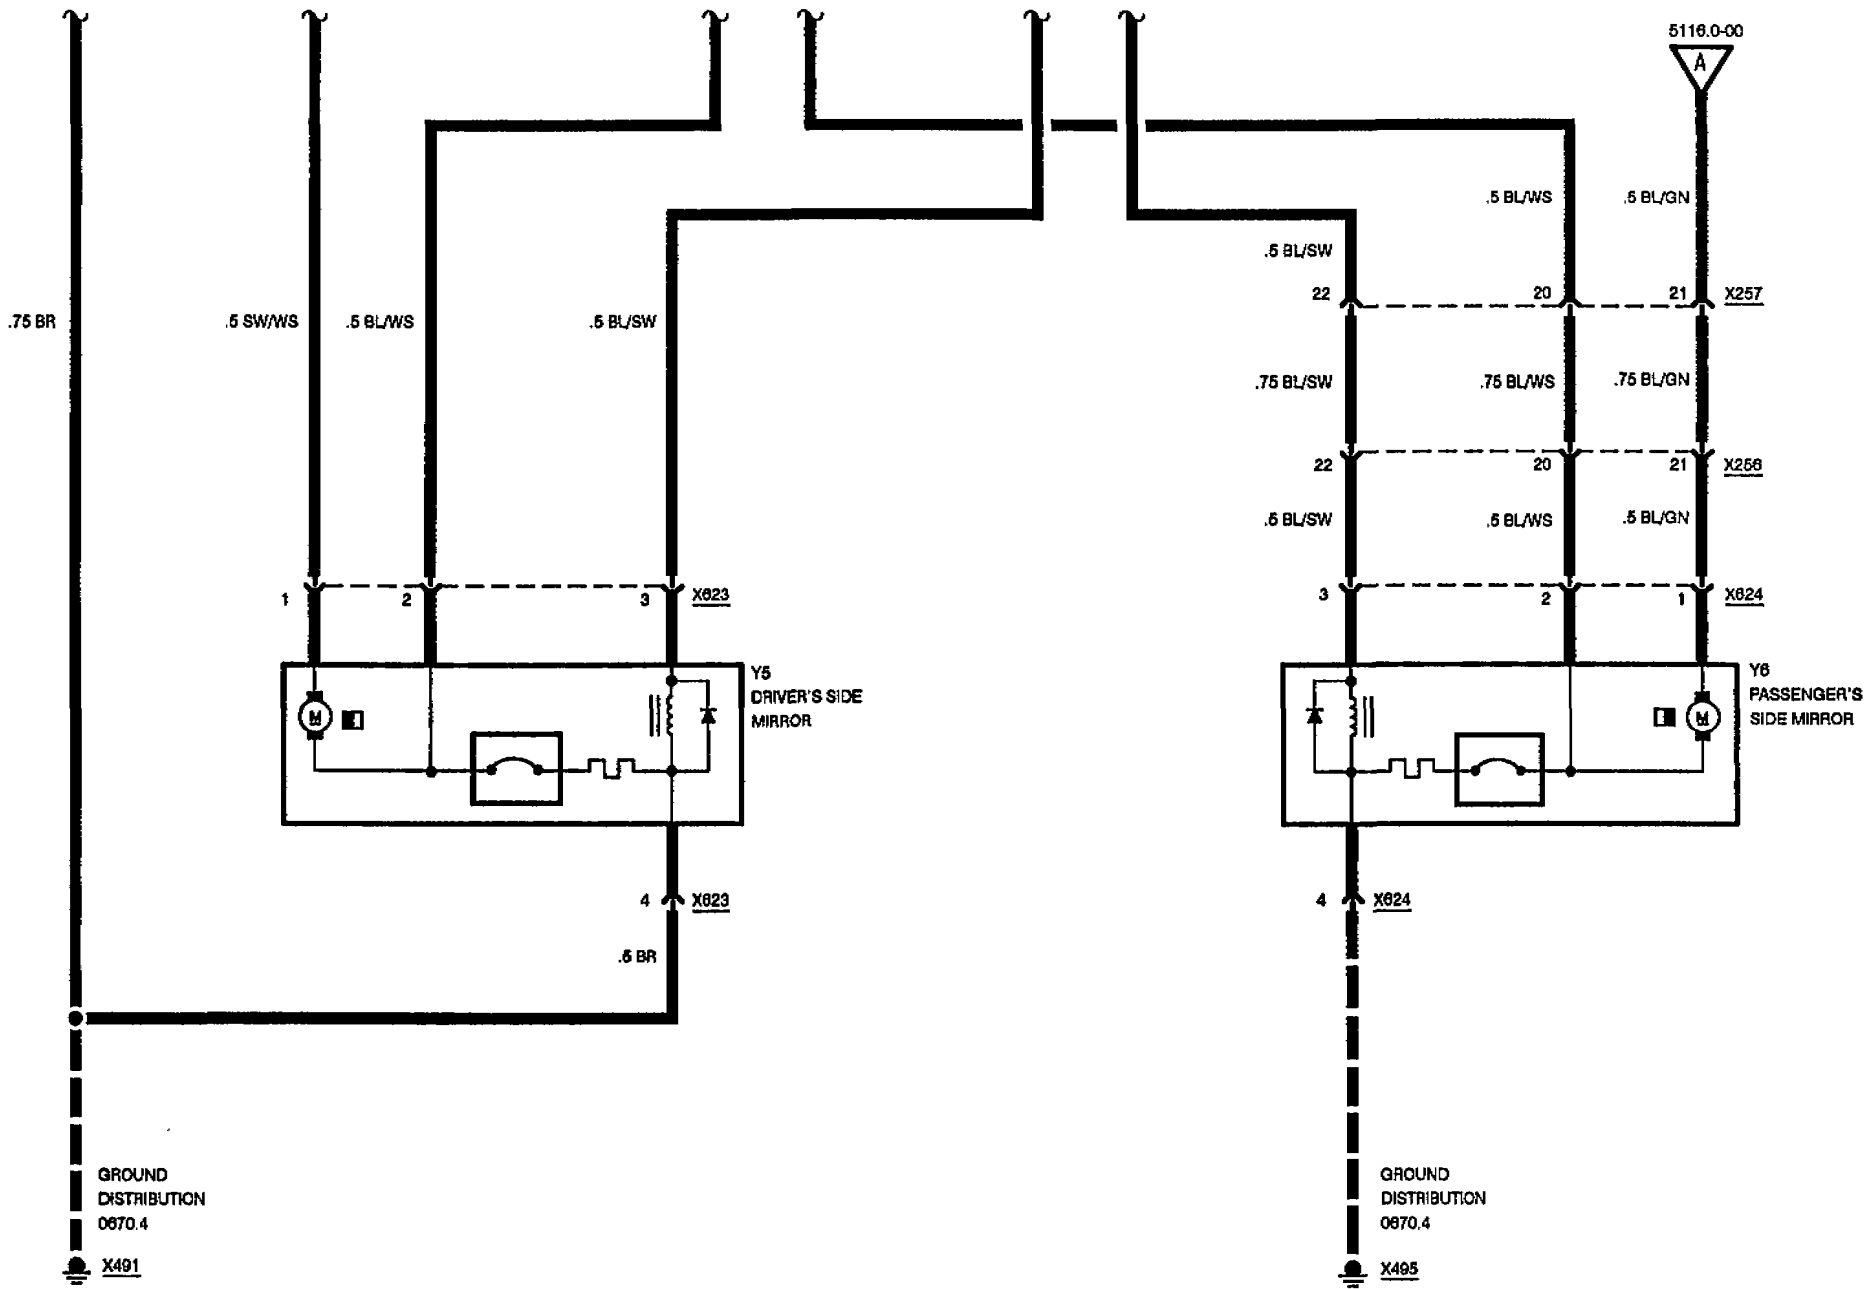 5116.0-00
A
.5 BL/WS
.5 BL/GN
.5 BL/SW
22
20
21
X257
.75 BR
.5 SW/WS
.5 BL/WS
.5 BL/SW
.75 BL/SW
.75 BL/WS
.75 BL/GN
22
20
21
X256
.5 BL/SW
.5 BL/WS
.5 BL/GN
1
2
3
X623
3
2
1
X624
Y5
DRIVER'S SIDE
MIRROR
M
Y6
PASSENGER'S
SIDE MIRROR
M
4
X623
4
X624
.5 BR
GROUND
DISTRIBUTION
0670.4
X491
GROUND
DISTRIBUTION
0670.4
X495